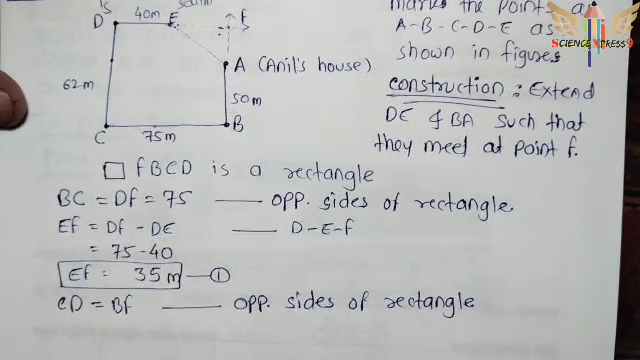 marks the point
A-B-C-D-E as
shown in figures
SCIENCE XPRESS 9
D 40m E F
A (Anil's house)
62m
50m
C 75m B
construction : Extend
DE & BA such that
they meet at point f.
□ fBCD is a rectangle
BC = Df = 75 —— opp. sides of rectangle
Ef = Df - DE —— D-E-f
= 75-40
Ef = 35m —①
CD = Bf —— opp. sides of rectangle